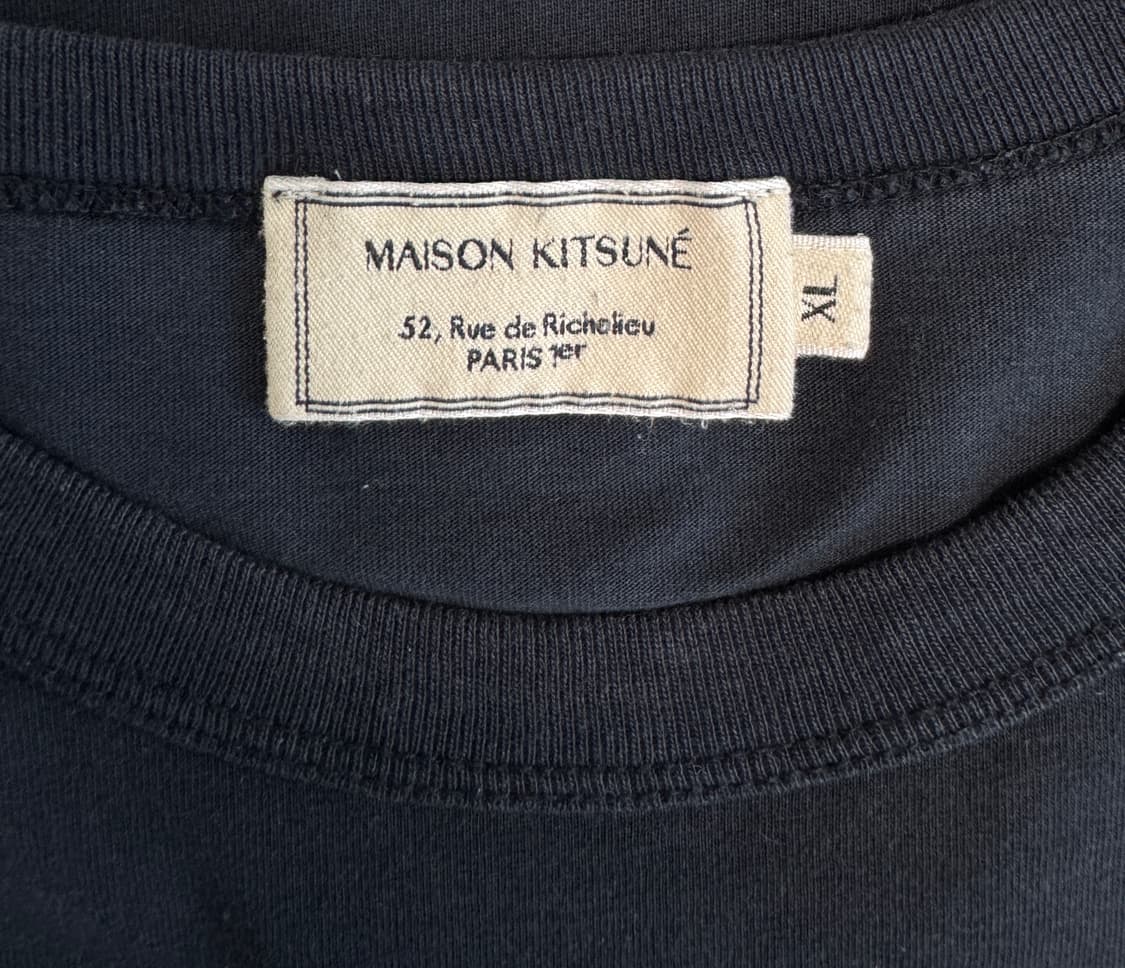 MAISON KITSUNÉ
52, Rue de Richelieu
PARIS 1er
XL